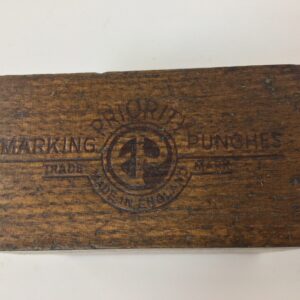 PRIORITY
MARKING PUNCHES
TRADE MARK
MADE IN ENGLAND